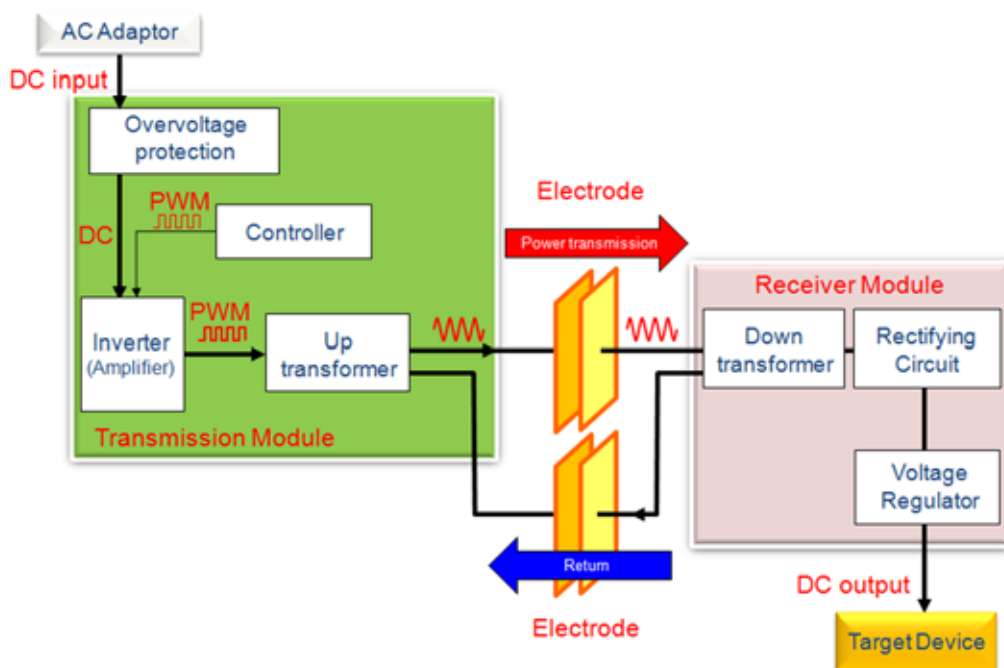 AC Adaptor
DC input
Overvoltage
protection
PWM
Controller
DC
Inverter
(Amplifier)
PWM
Up
transformer
Transmission Module
Electrode
Power transmission
Return
Electrode
Receiver Module
Down
transformer
Rectifying
Circuit
Voltage
Regulator
DC output
Target Device